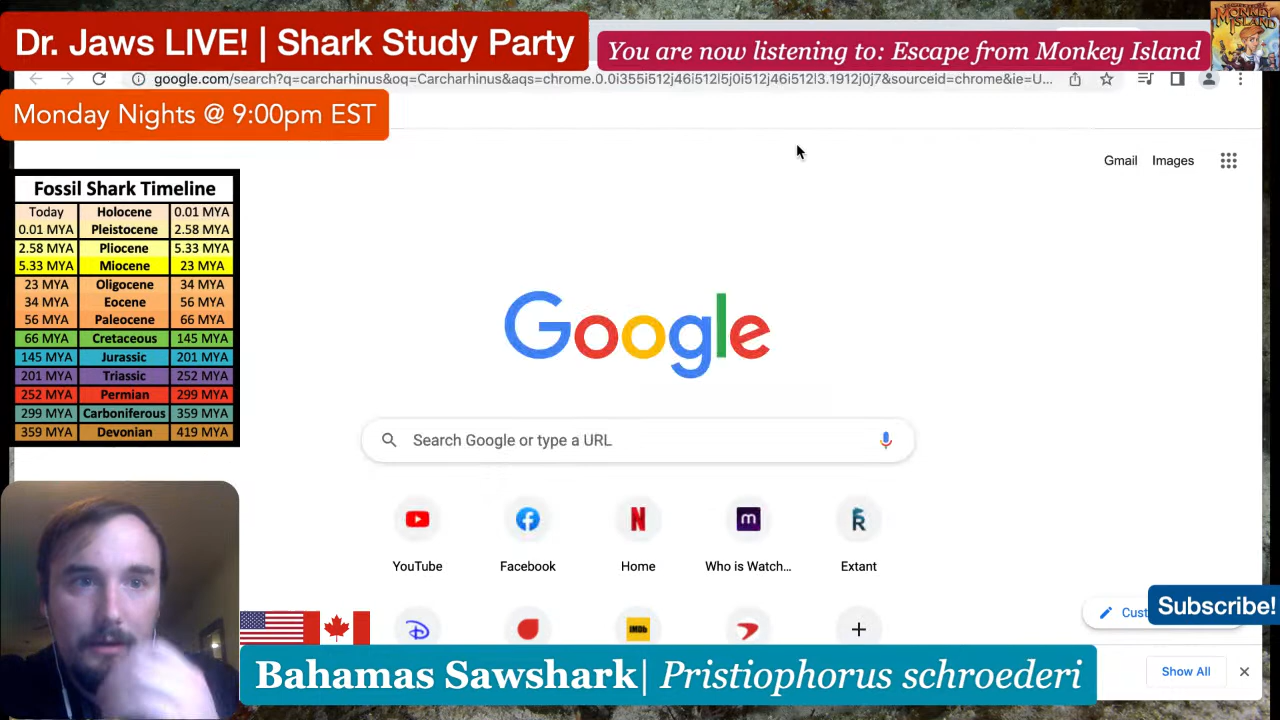 Dr. Jaws LIVE! | Shark Study Party
You are now listening to: Escape from Monkey Island
MONKEY ISLAND
google.com/search?q=carcharhinus&oq=Carcharhinus&aqs=chrome.0.0i355i512j46i512l5j0i512j46i512l3.1912j0j7&sourceid=chrome&ie=U...
Monday Nights @ 9:00pm EST
Gmail Images
Fossil Shark Timeline
Today Holocene 0.01 MYA
0.01 MYA Pleistocene 2.58 MYA
2.58 MYA Pliocene 5.33 MYA
5.33 MYA Miocene 23 MYA
23 MYA Oligocene 34 MYA
34 MYA Eocene 56 MYA
56 MYA Paleocene 66 MYA
66 MYA Cretaceous 145 MYA
145 MYA Jurassic 201 MYA
201 MYA Triassic 252 MYA
252 MYA Permian 299 MYA
299 MYA Carboniferous 359 MYA
359 MYA Devonian 419 MYA
Google
Search Google or type a URL
YouTube Facebook Home Who is Watch... Extant
IMDb
Cust
Subscribe!
Bahamas Sawshark| Pristiophorus schroederi
Show All